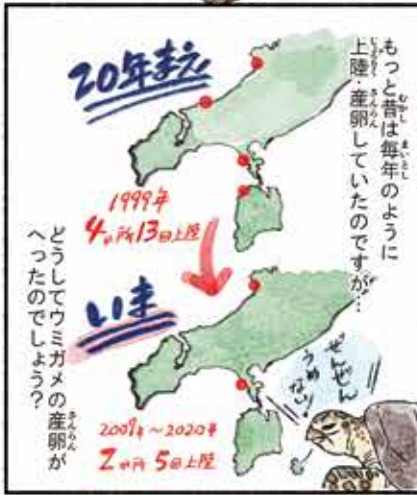 もっと昔は毎年のように
上陸・産卵していたのですが…
20年まえ
1999年
4ヵ所13回上陸
いま
2009年〜2020年
2ヵ所 5回上陸
どうしてウミガメの産卵が
へったのでしょう？
ぜんぜん
うめない！